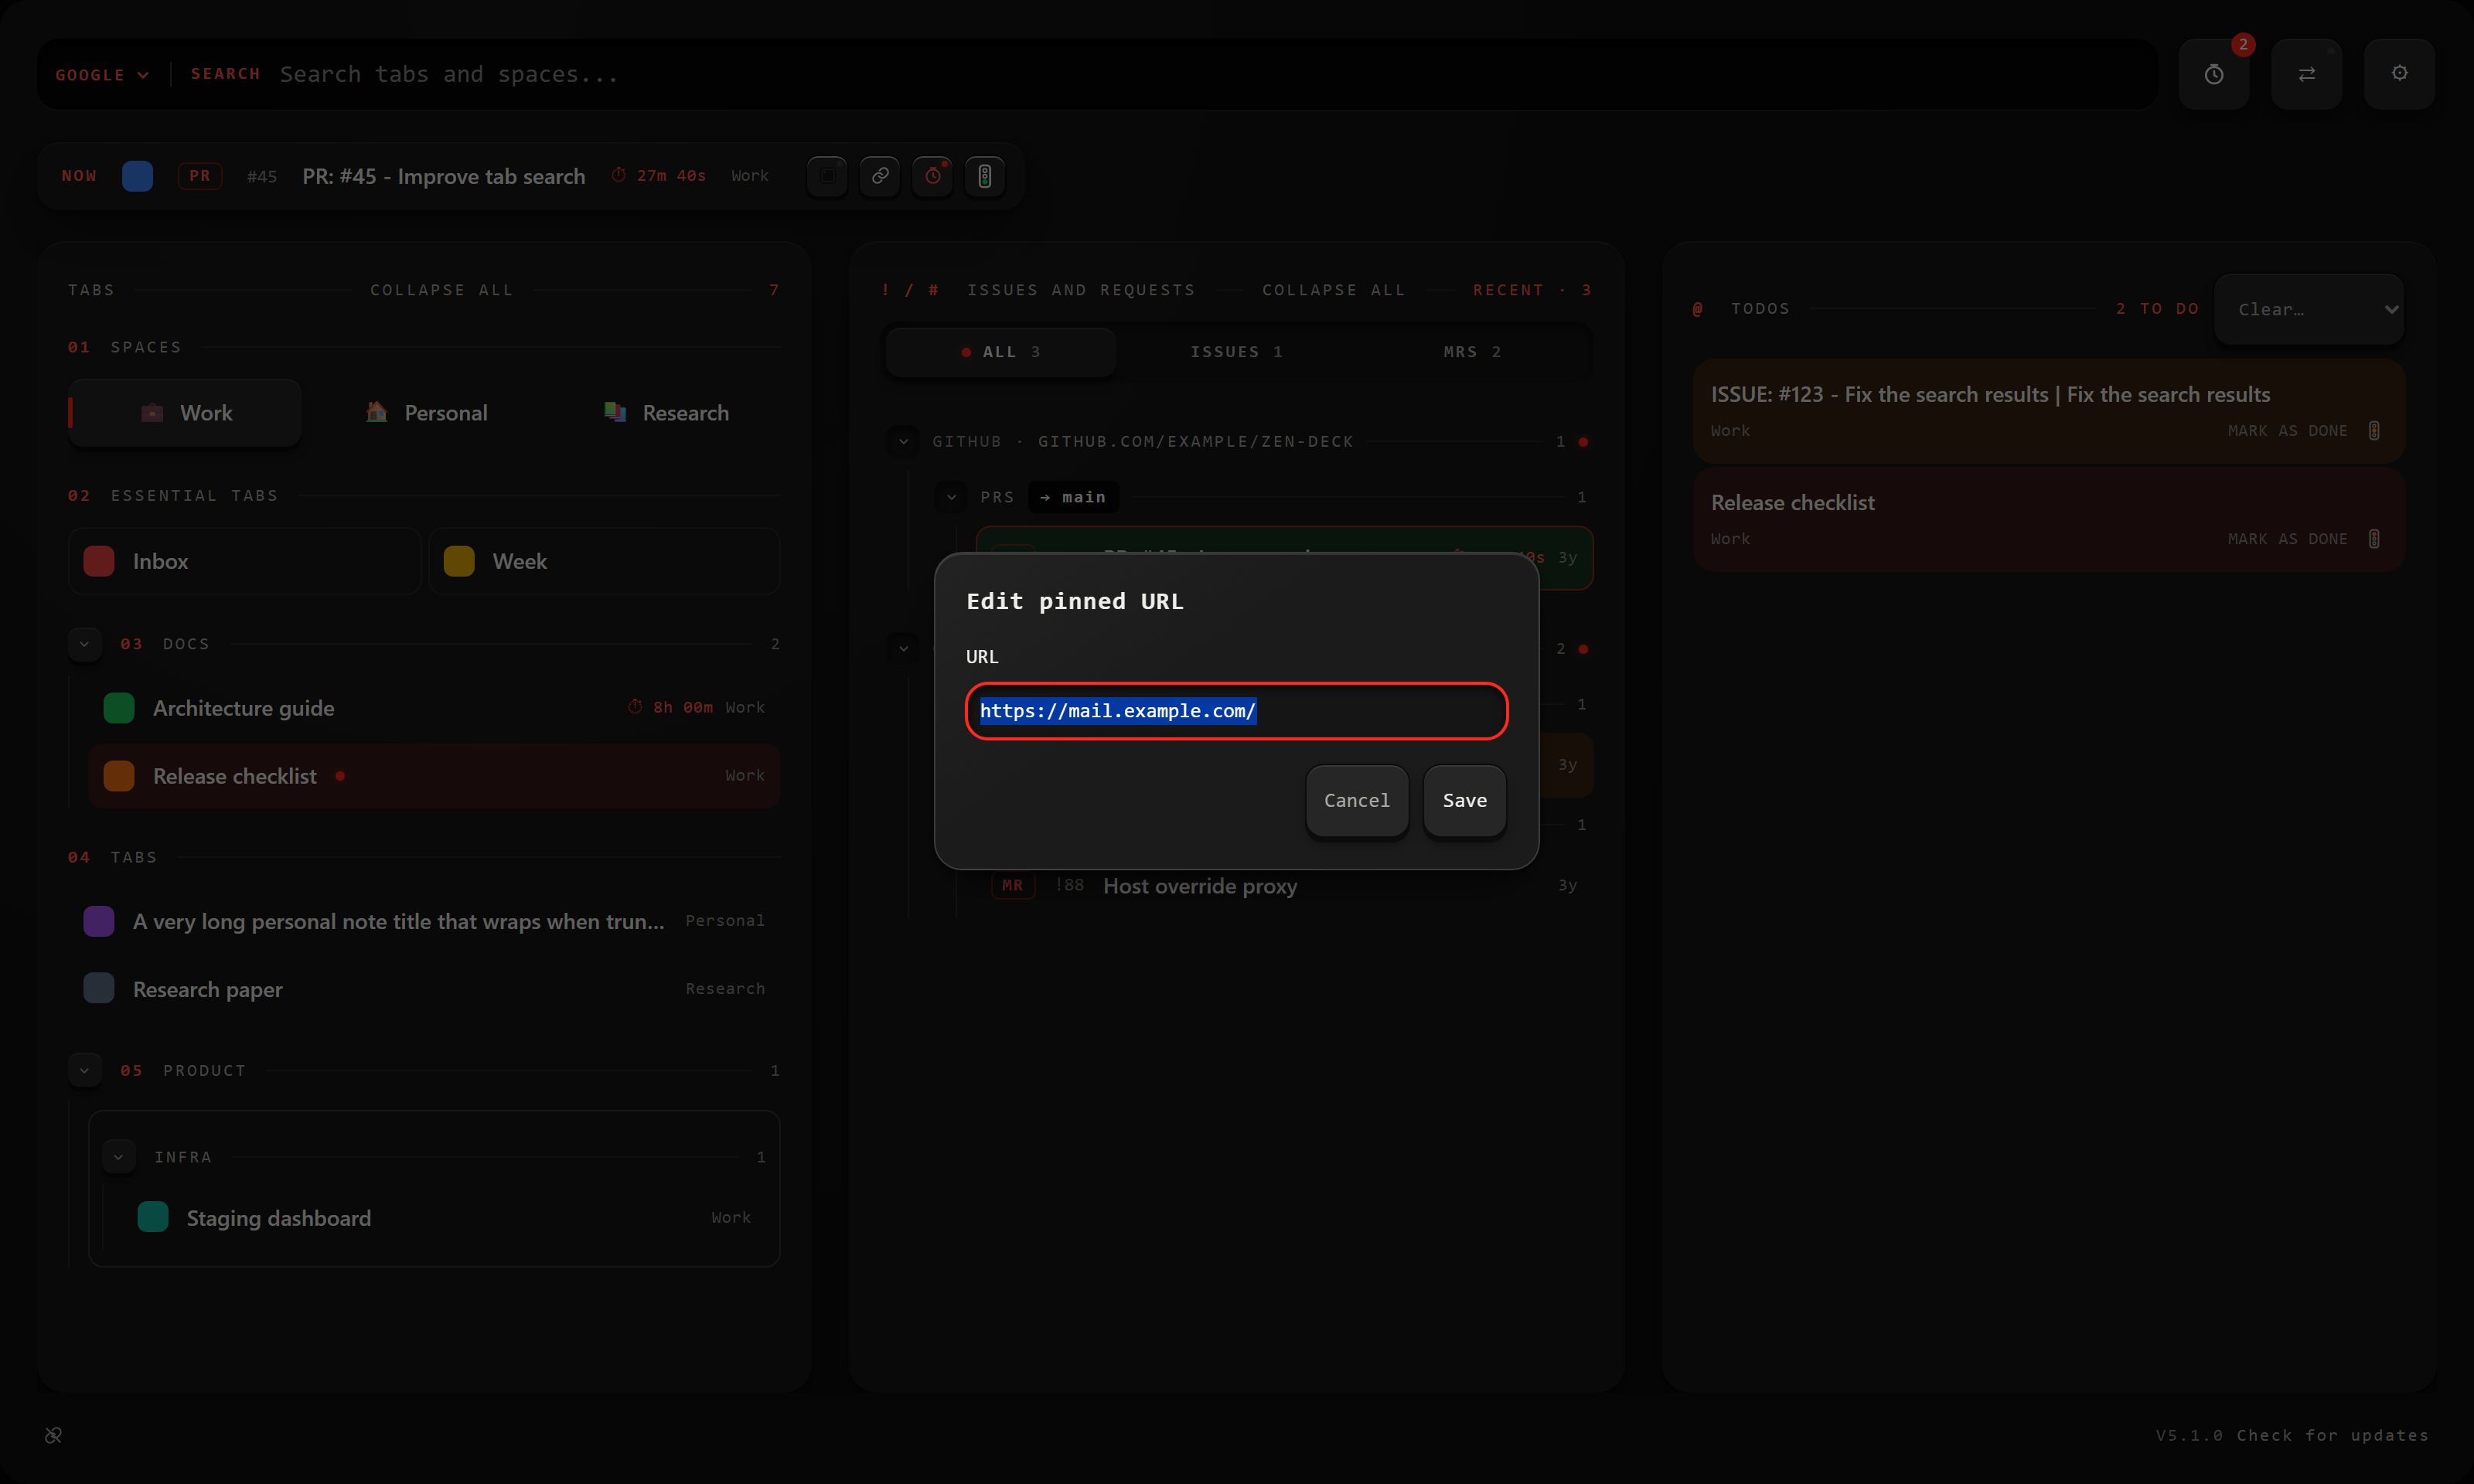 GOOGLE SEARCH Search tabs and spaces... 2
NOW PR #45 PR: #45 - Improve tab search 27m 40s Work
TABS COLLAPSE ALL 7
01 SPACES
Work Personal Research
02 ESSENTIAL TABS
Inbox Week
03 DOCS 2
Architecture guide 8h 00m Work
Release checklist Work
04 TABS
A very long personal note title that wraps when trun... Personal
Research paper Research
05 PRODUCT 1
INFRA 1
Staging dashboard Work
! / # ISSUES AND REQUESTS COLLAPSE ALL RECENT · 3
ALL 3 ISSUES 1 MRS 2
GITHUB · GITHUB.COM/EXAMPLE/ZEN-DECK 1
PRS → main 1
3y
2
1
3y
1
MR !88 Host override proxy 3y
Edit pinned URL
URL
https://mail.example.com/
Cancel Save
@ TODOS 2 TO DO Clear…
ISSUE: #123 - Fix the search results | Fix the search results
Work MARK AS DONE
Release checklist
Work MARK AS DONE
V5.1.0 Check for updates